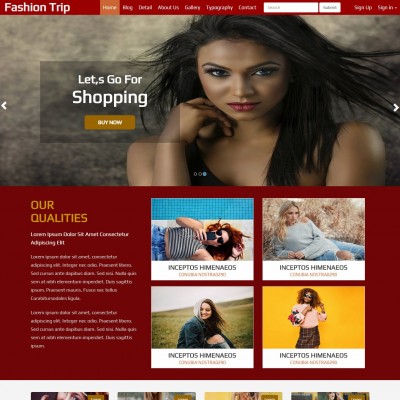 Fashion Trip
Home Blog Detail About Us Gallery Typography Contact Search Submit Sign Up Sign In
Let,s Go For
Shopping
BUY NOW
OUR
QUALITIES
Lorem Ipsum Dolor Sit Amet Consectetur
Adipiscing Elit
Lorem ipsum dolor sit amet, consectetur
adipiscing elit. Integer nec odio. Praesent libero.
Sed cursus ante dapibus diam. Sed nisi. Nulla quis
sem at nibh elementum imperdiet. Duis sagittis
ipsum. Praesent mauris. Fusce nec tellus
Curabitursodales ligula.
Lorem ipsum dolor sit amet, consectetur
adipiscing elit. Integer nec odio. Praesent libero.
Sed cursus ante dapibus diam. Sed nisi. Nulla quis
sem at nibh elementum imperdiet. Duis sagittis
ipsum.
INCEPTOS HIMENAEOS
CONUBIA NOSTRAGERI
INCEPTOS HIMENAEOS
CONUBIA NOSTRAGERI
INCEPTOS HIMENAEOS
CONUBIA NOSTRAGERI
INCEPTOS HIMENAEOS
CONUBIA NOSTRAGERI